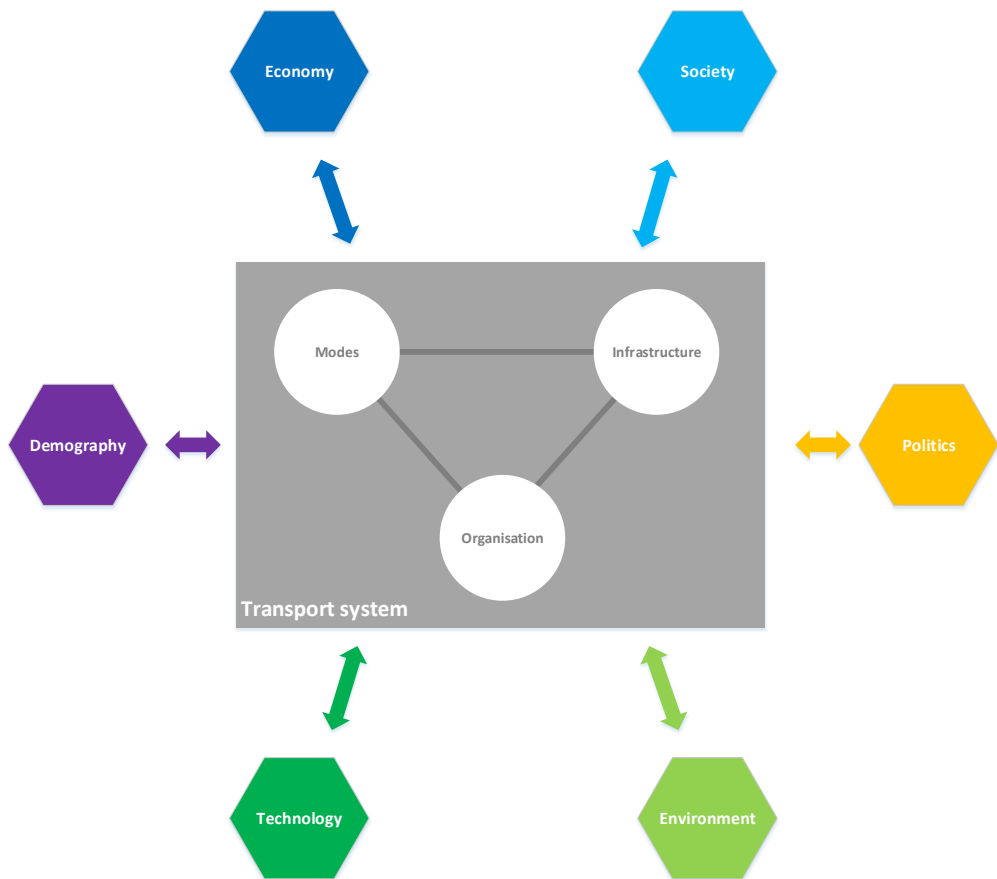 Economy
Society
Modes
Infrastructure
Demography
Politics
Organisation
Transport system
Technology
Environment